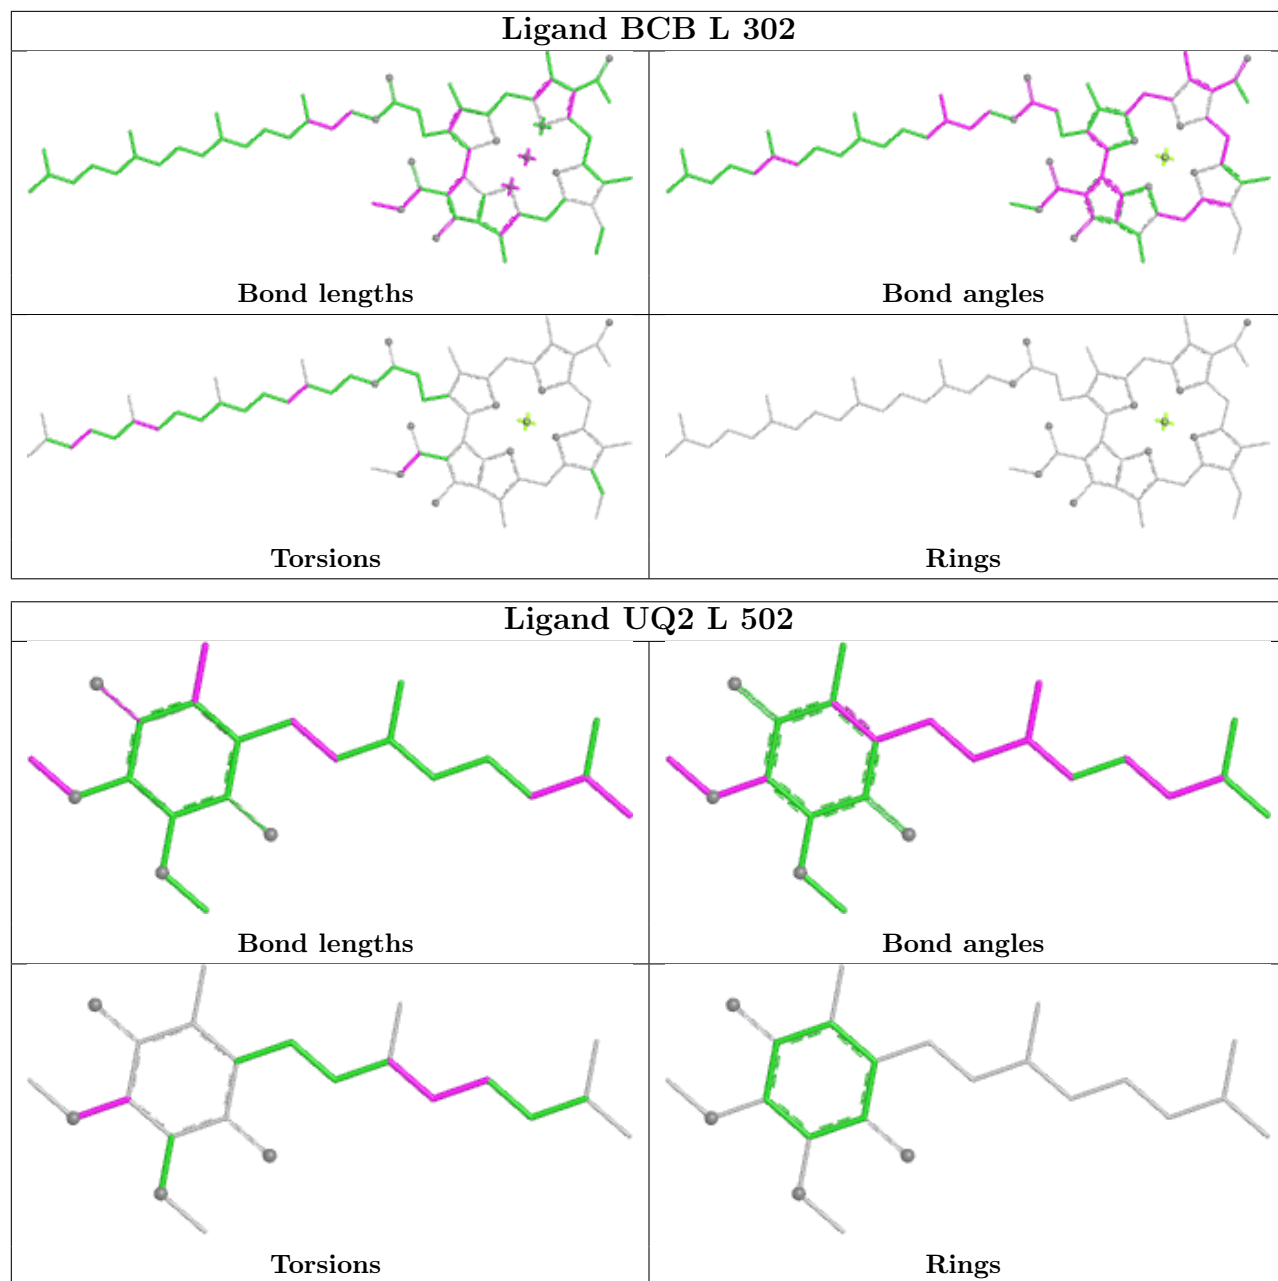 Ligand BCB L 302
Bond lengths
Bond angles
Torsions
Rings
Ligand UQ2 L 502
Bond lengths
Bond angles
Torsions
Rings